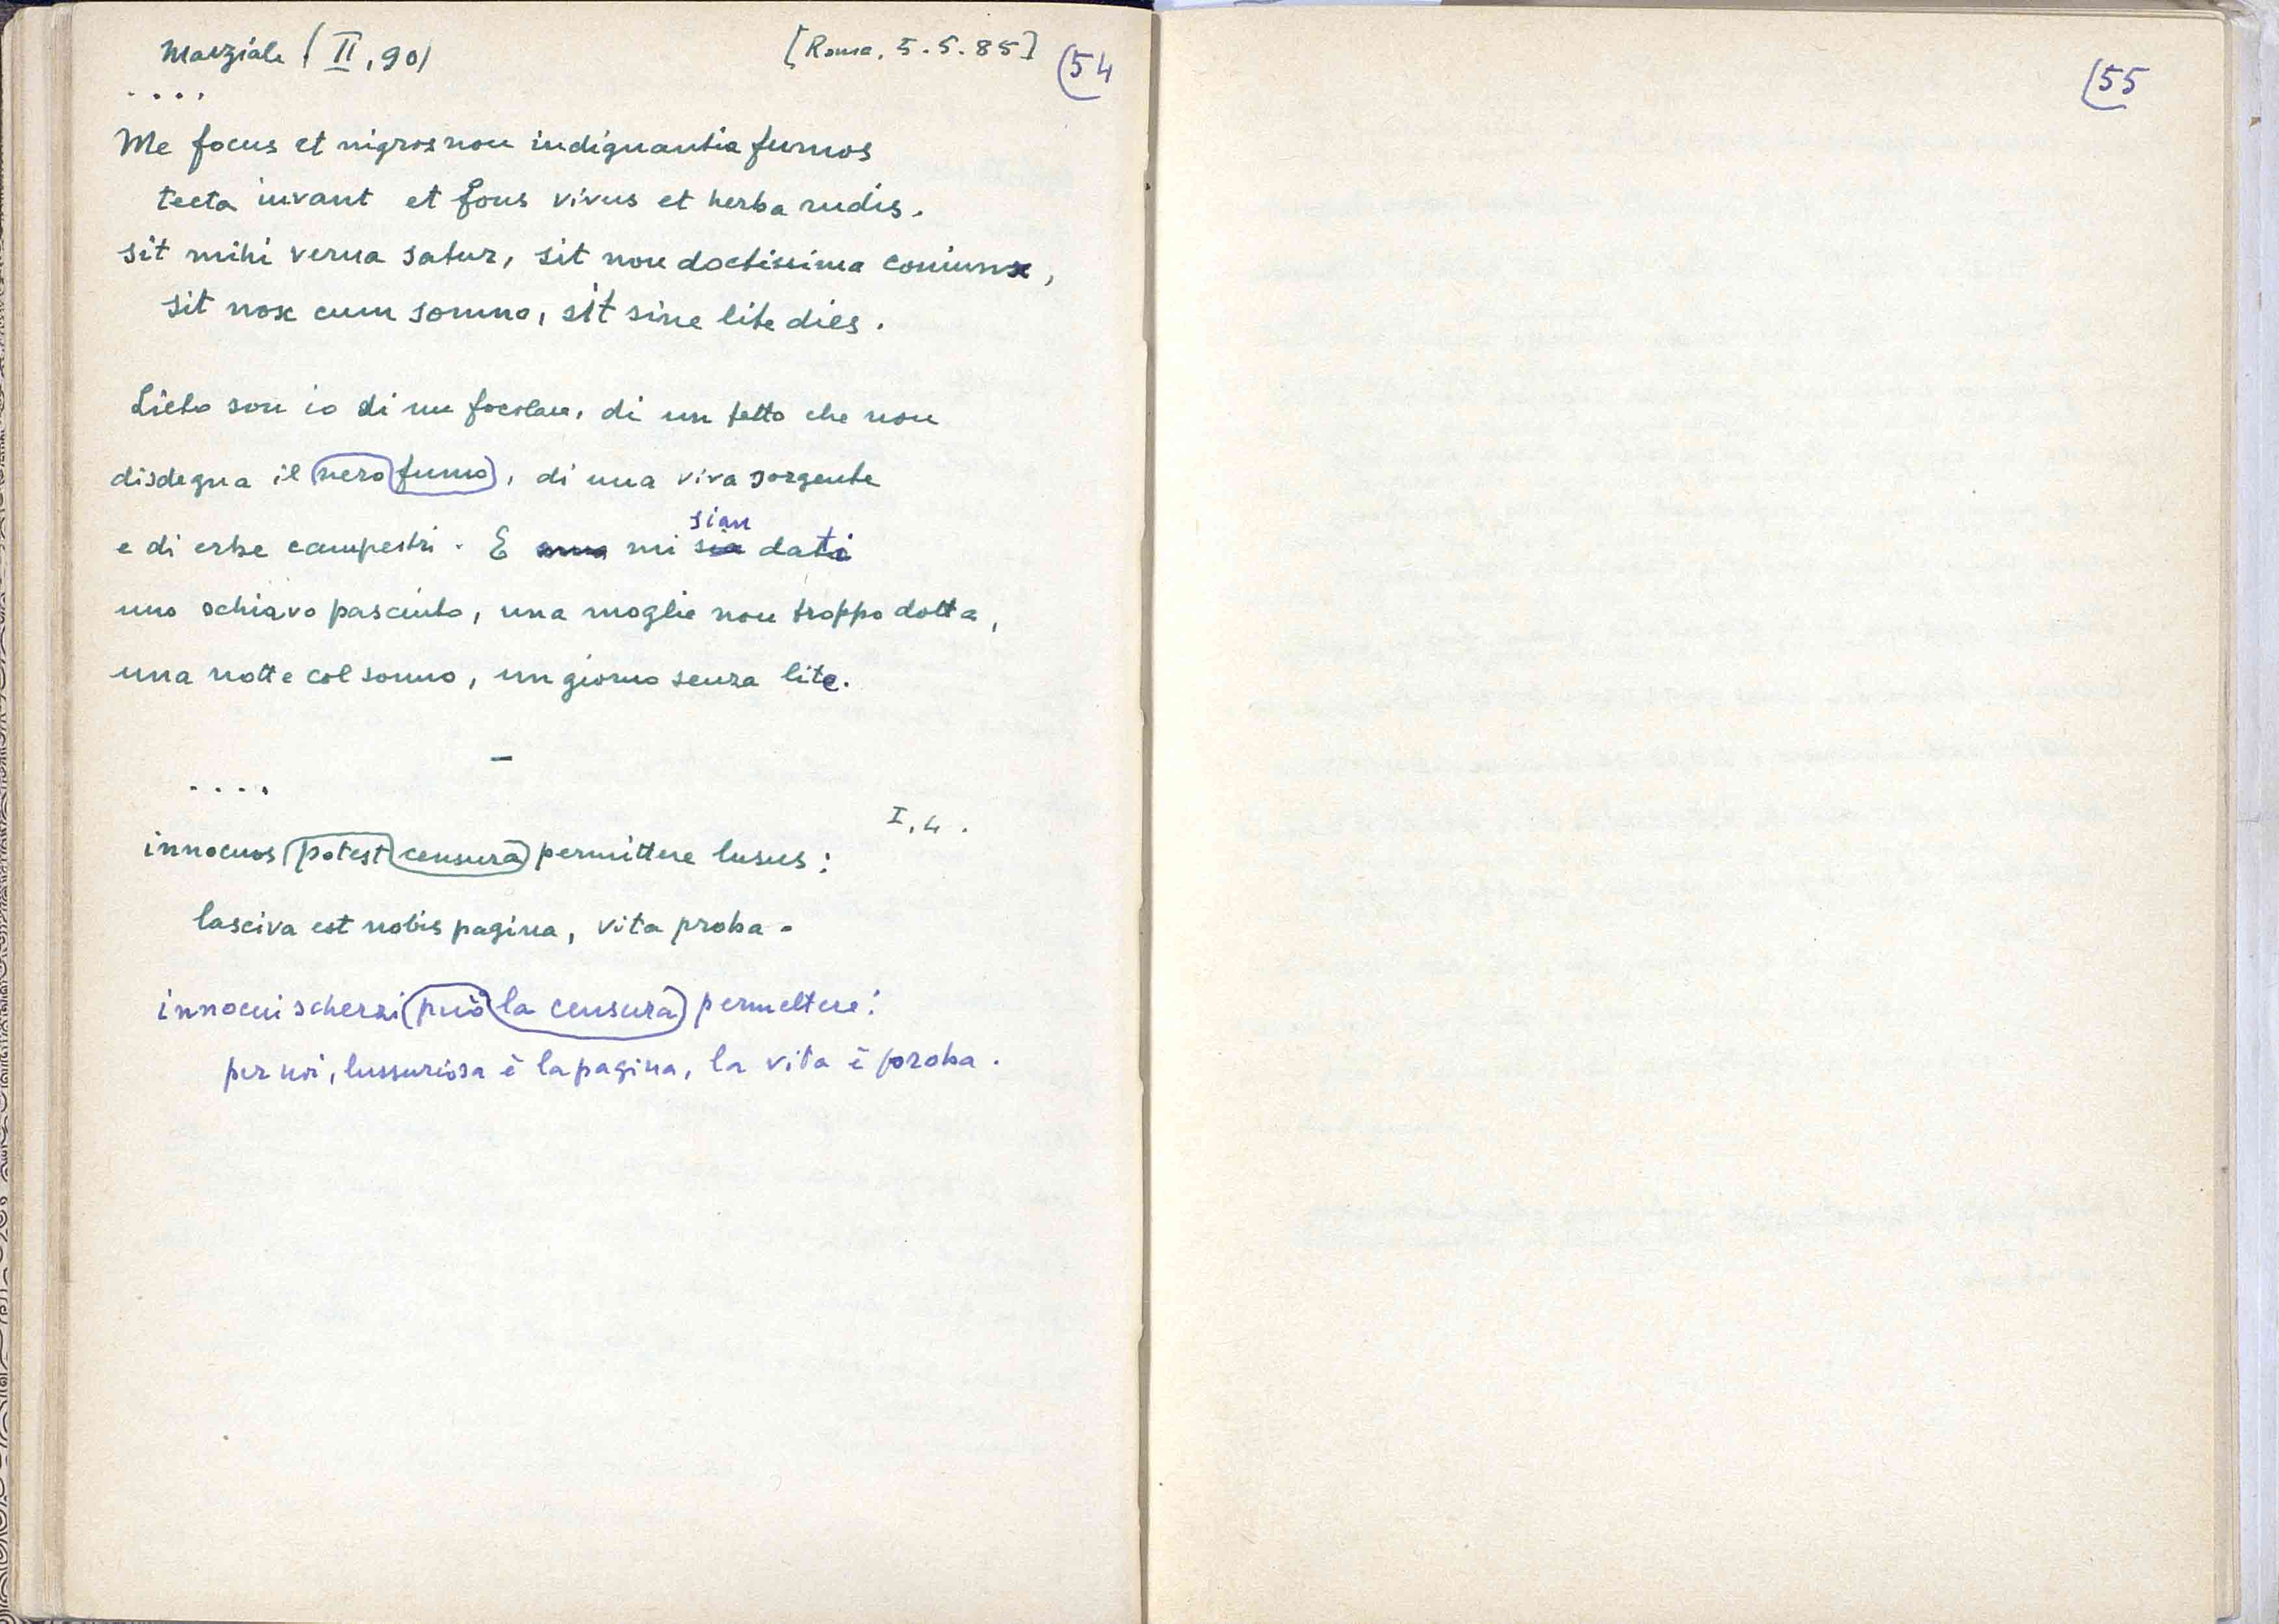 Marziale (II, 90)
[Roma, 5.5.85]
(54
....
Me focus et nigros non indignantia fumos
tecta iuvant et fons vivus et herba rudis.
sit mihi verna satur, sit non doctissima coniunx,
sit nox cum somno, sit sine lite dies.
Lieto son io di un focolare, di un tetto che non
disdegna il nero fumo, di una viva sorgente
sian
e di erbe campestri. E mi sia dati
uno schiavo pasciuto, una moglie non troppo dotta,
una notte col sonno, un giorno senza lite.
–
....
I, 4.
innocuos potest censura permittere lusus:
lasciva est nobis pagina, vita proba.
innocui scherzi può la censura permettere:
per noi, lussuriosa è la pagina, la vita è proba.
(55